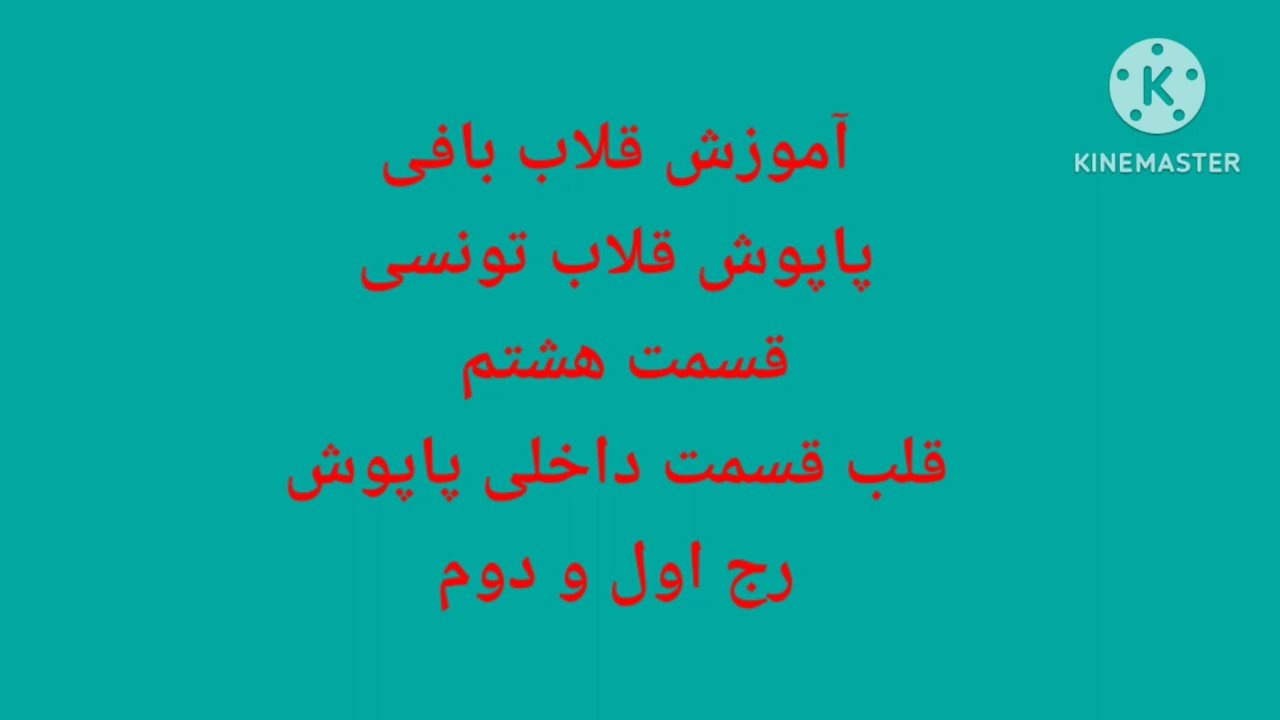 آموزش قلاب بافی
پاپوش قلاب تونسی
قسمت هشتم
قلب قسمت داخلی پاپوش
رج اول و دوم
K
KINEMASTER